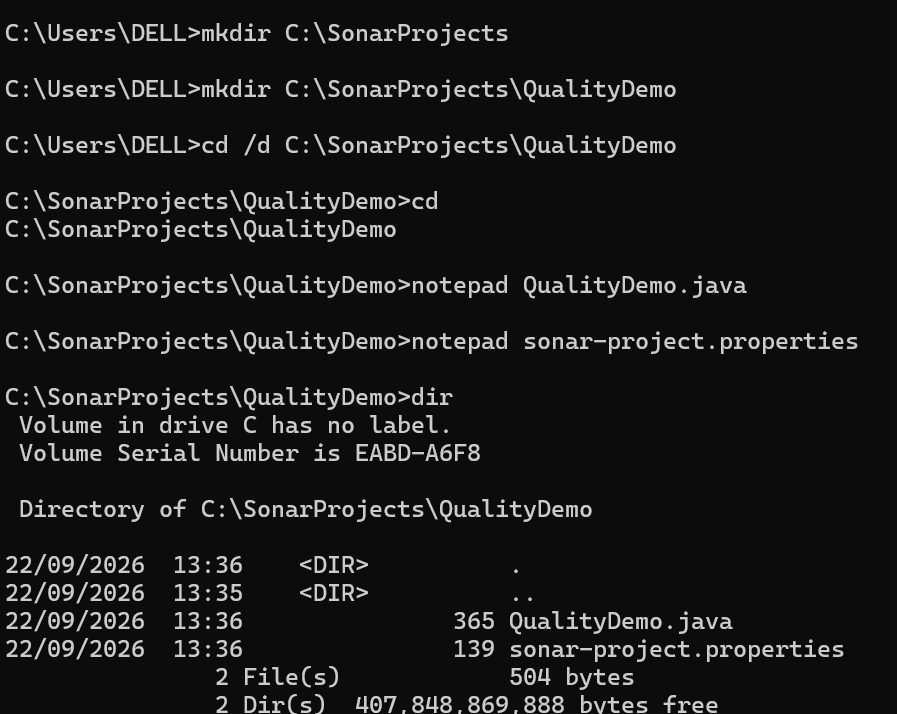 C:\Users\DELL>mkdir C:\SonarProjects
C:\Users\DELL>mkdir C:\SonarProjects\QualityDemo
C:\Users\DELL>cd /d C:\SonarProjects\QualityDemo
C:\SonarProjects\QualityDemo>cd
C:\SonarProjects\QualityDemo
C:\SonarProjects\QualityDemo>notepad QualityDemo.java
C:\SonarProjects\QualityDemo>notepad sonar-project.properties
C:\SonarProjects\QualityDemo>dir
 Volume in drive C has no label.
 Volume Serial Number is EABD-A6F8
 Directory of C:\SonarProjects\QualityDemo
22/09/2026  13:36    <DIR>          .
22/09/2026  13:35    <DIR>          ..
22/09/2026  13:36               365 QualityDemo.java
22/09/2026  13:36               139 sonar-project.properties
               2 File(s)            504 bytes
               2 Dir(s)  407,848,869,888 bytes free